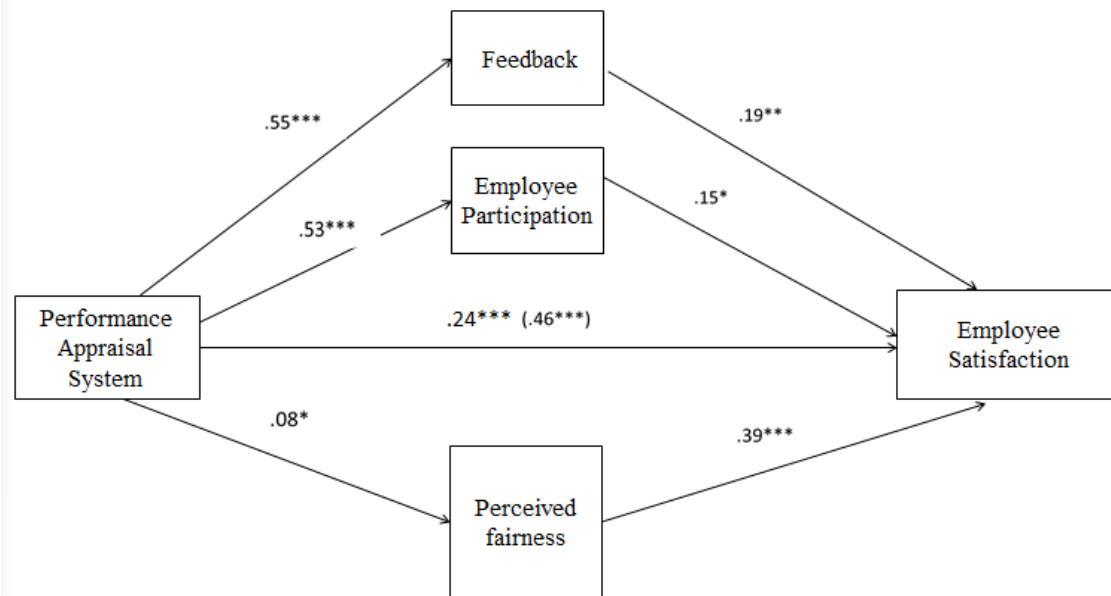 Feedback
.55***
.19**
Employee
Participation
.15*
.53***
.24*** (.46***)
Performance
Appraisal
System
Employee
Satisfaction
.08*
.39***
Perceived
fairness